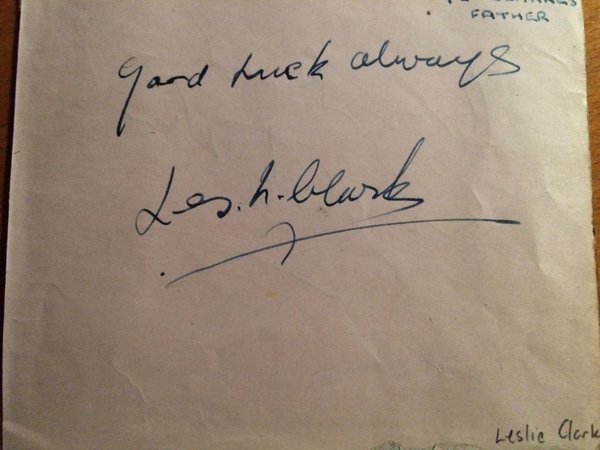 FATHER
Good Luck always
Les. h. Clark
Leslie Clark